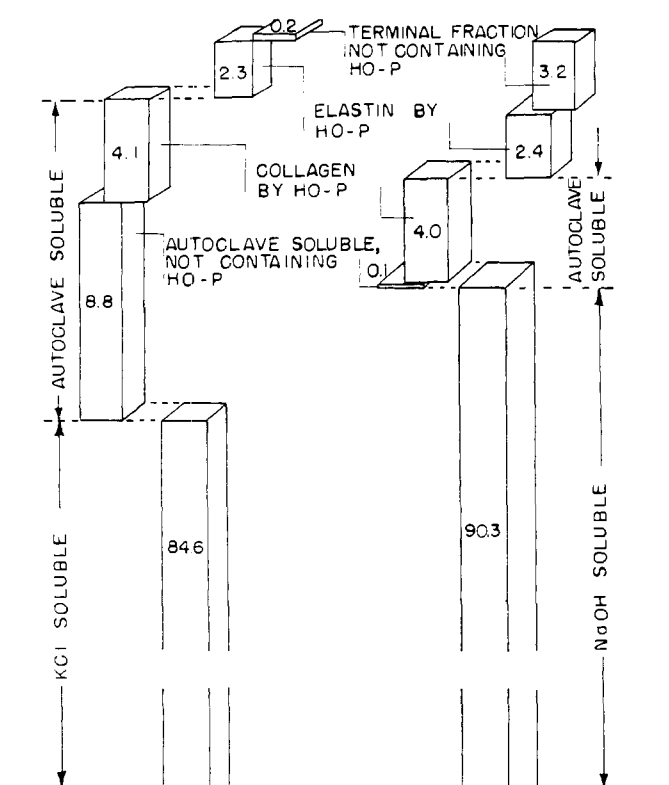 0.2
TERMINAL FRACTION
NOT CONTAINING
HO-P
2.3
3.2
ELASTIN BY
HO-P
4.1
2.4
COLLAGEN
BY HO-P
4.0
AUTOCLAVE SOLUBLE,
NOT CONTAINING
HO-P
0.1
8.8
AUTOCLAVE SOLUBLE
AUTOCLAVE
SOLUBLE
84.6
90.3
KCl SOLUBLE
NaOH SOLUBLE